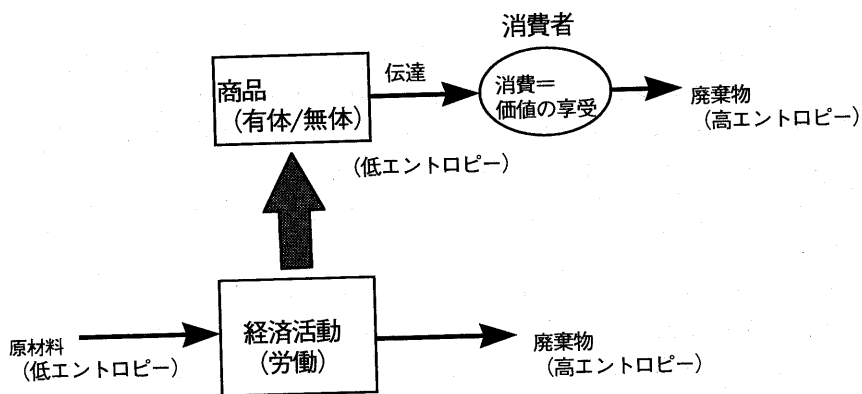 消費者
商品
(有体/無体)
伝達
消費＝
価値の享受
廃棄物
(高エントロピー)
(低エントロピー)
原材料
(低エントロピー)
経済活動
(労働)
廃棄物
(高エントロピー)